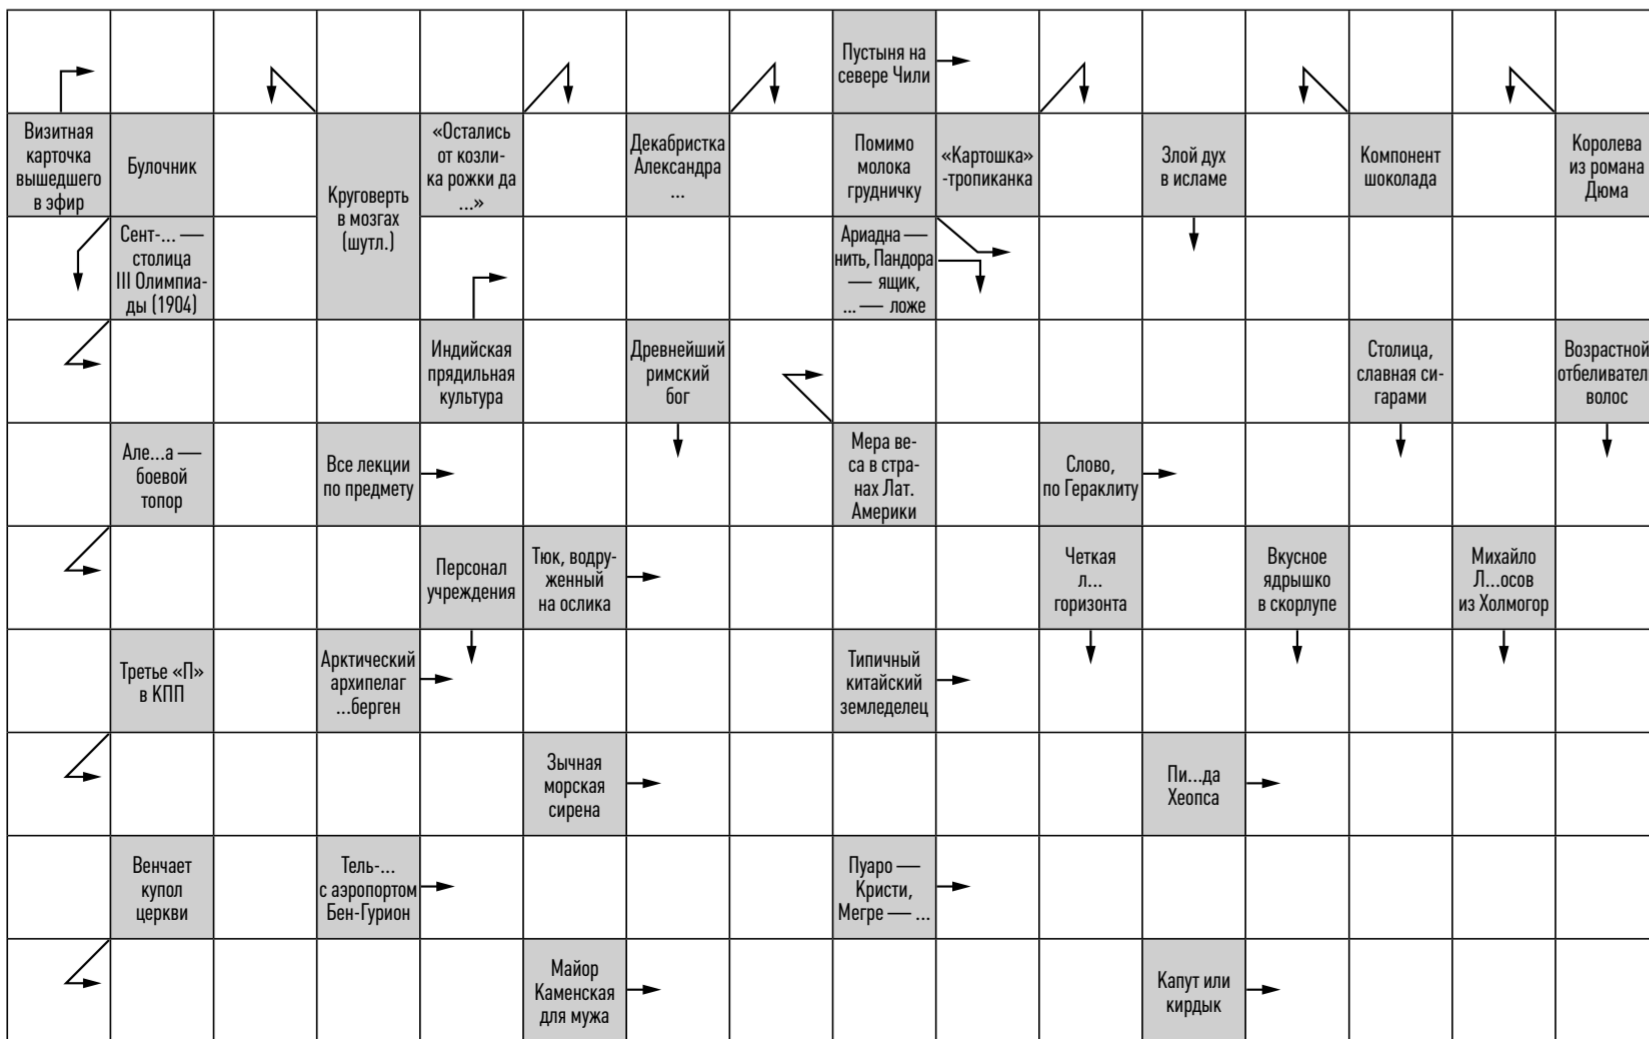 Пустыня на
севере Чили
Визитная
карточка
вышедшего
в эфир
Булочник
Круговерть
в мозгах
(шутл.)
«Остались
от козли-
ка рожки да
...»
Декабристка
Александра
...
Помимо
молока
грудничку
«Картошка»
-тропиканка
Злой дух
в исламе
Компонент
шоколада
Королева
из романа
Дюма
Сент-... —
столица
III Олимпиа-
ды (1904)
Ариадна —
нить, Пандора
— ящик,
... — ложе
Индийская
прядильная
культура
Древнейший
римский
бог
Столица,
славная си-
гарами
Возрастной
отбеливател
волос
Але...а —
боевой
топор
Все лекции
по предмету
Мера ве-
са в стра-
нах Лат.
Америки
Слово,
по Гераклиту
Персонал
учреждения
Тюк, водру-
женный
на ослика
Четкая
л...
горизонта
Вкусное
ядрышко
в скорлупе
Михайло
Л...осов
из Холмогор
Третье «П»
в КПП
Арктический
архипелаг
...берген
Типичный
китайский
земледелец
Зычная
морская
сирена
Пи...да
Хеопса
Венчает
купол
церкви
Тель-...
с аэропортом
Бен-Гурион
Пуаро —
Кристи,
Мегре — ...
Майор
Каменская
для мужа
Капут или
кирдык